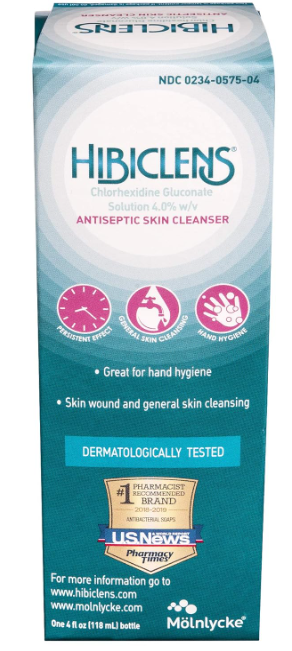 HIBICLENS
ANTISEPTIC SKIN CLEANSER
NDC 0234-0575-04
HIBICLENS®
Chlorhexidine Gluconate
Solution 4.0% w/v
ANTISEPTIC SKIN CLEANSER
PERSISTENT EFFECT
GENERAL SKIN CLEANSING
HAND HYGIENE
• Great for hand hygiene
• Skin wound and general skin cleansing
DERMATOLOGICALLY TESTED
#1 PHARMACIST
RECOMMENDED
BRAND
2018-2019
ANTIBACTERIAL SOAPS
U.S.News
Pharmacy
Times
For more information go to
www.hibiclens.com
www.molnlycke.com
One 4 fl oz (118 mL) bottle
Mölnlycke®